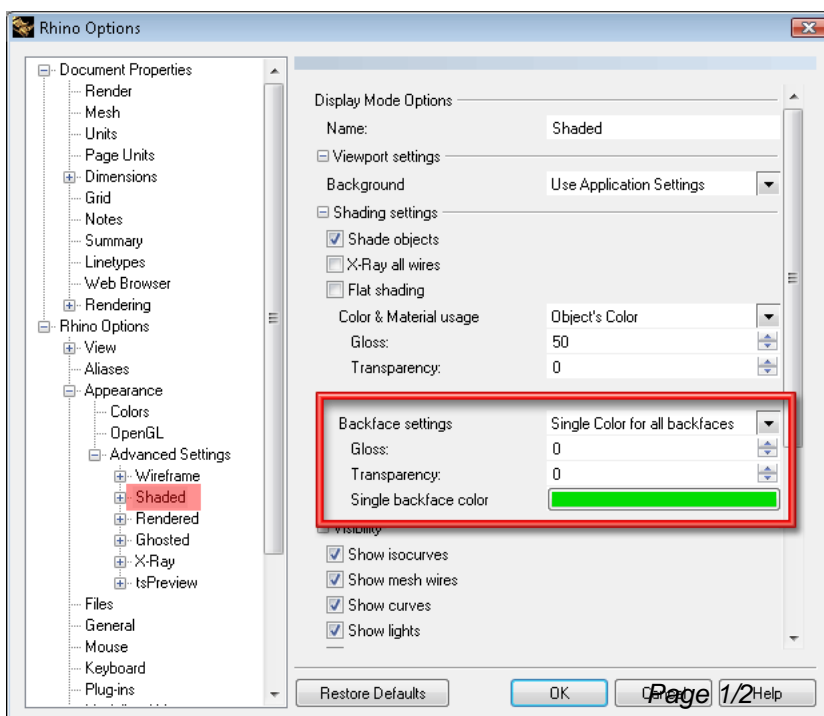 Rhino Options
Document Properties
Render
Mesh
Units
Page Units
Dimensions
Grid
Notes
Summary
Linetypes
Web Browser
Rendering
Rhino Options
View
Aliases
Appearance
Colors
OpenGL
Advanced Settings
Wireframe
Shaded
Rendered
Ghosted
X-Ray
tsPreview
Files
General
Mouse
Keyboard
Plug-ins
Display Mode Options
Name: Shaded
Viewport settings
Background Use Application Settings
Shading settings
Shade objects
X-Ray all wires
Flat shading
Color & Material usage Object's Color
Gloss: 50
Transparency: 0
Backface settings Single Color for all backfaces
Gloss: 0
Transparency: 0
Single backface color
Visibility
Show isocurves
Show mesh wires
Show curves
Show lights
Restore Defaults OK Cancel Help
Page 1/2